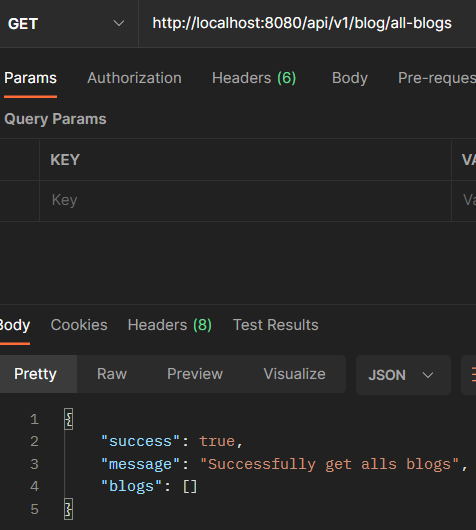 GET http://localhost:8080/api/v1/blog/all-blogs
Params Authorization Headers (6) Body Pre-reques
Query Params
KEY VA
Key Va
Body Cookies Headers (8) Test Results
Pretty Raw Preview Visualize JSON
1 {
2 "success": true,
3 "message": "Successfully get alls blogs",
4 "blogs": []
5 }